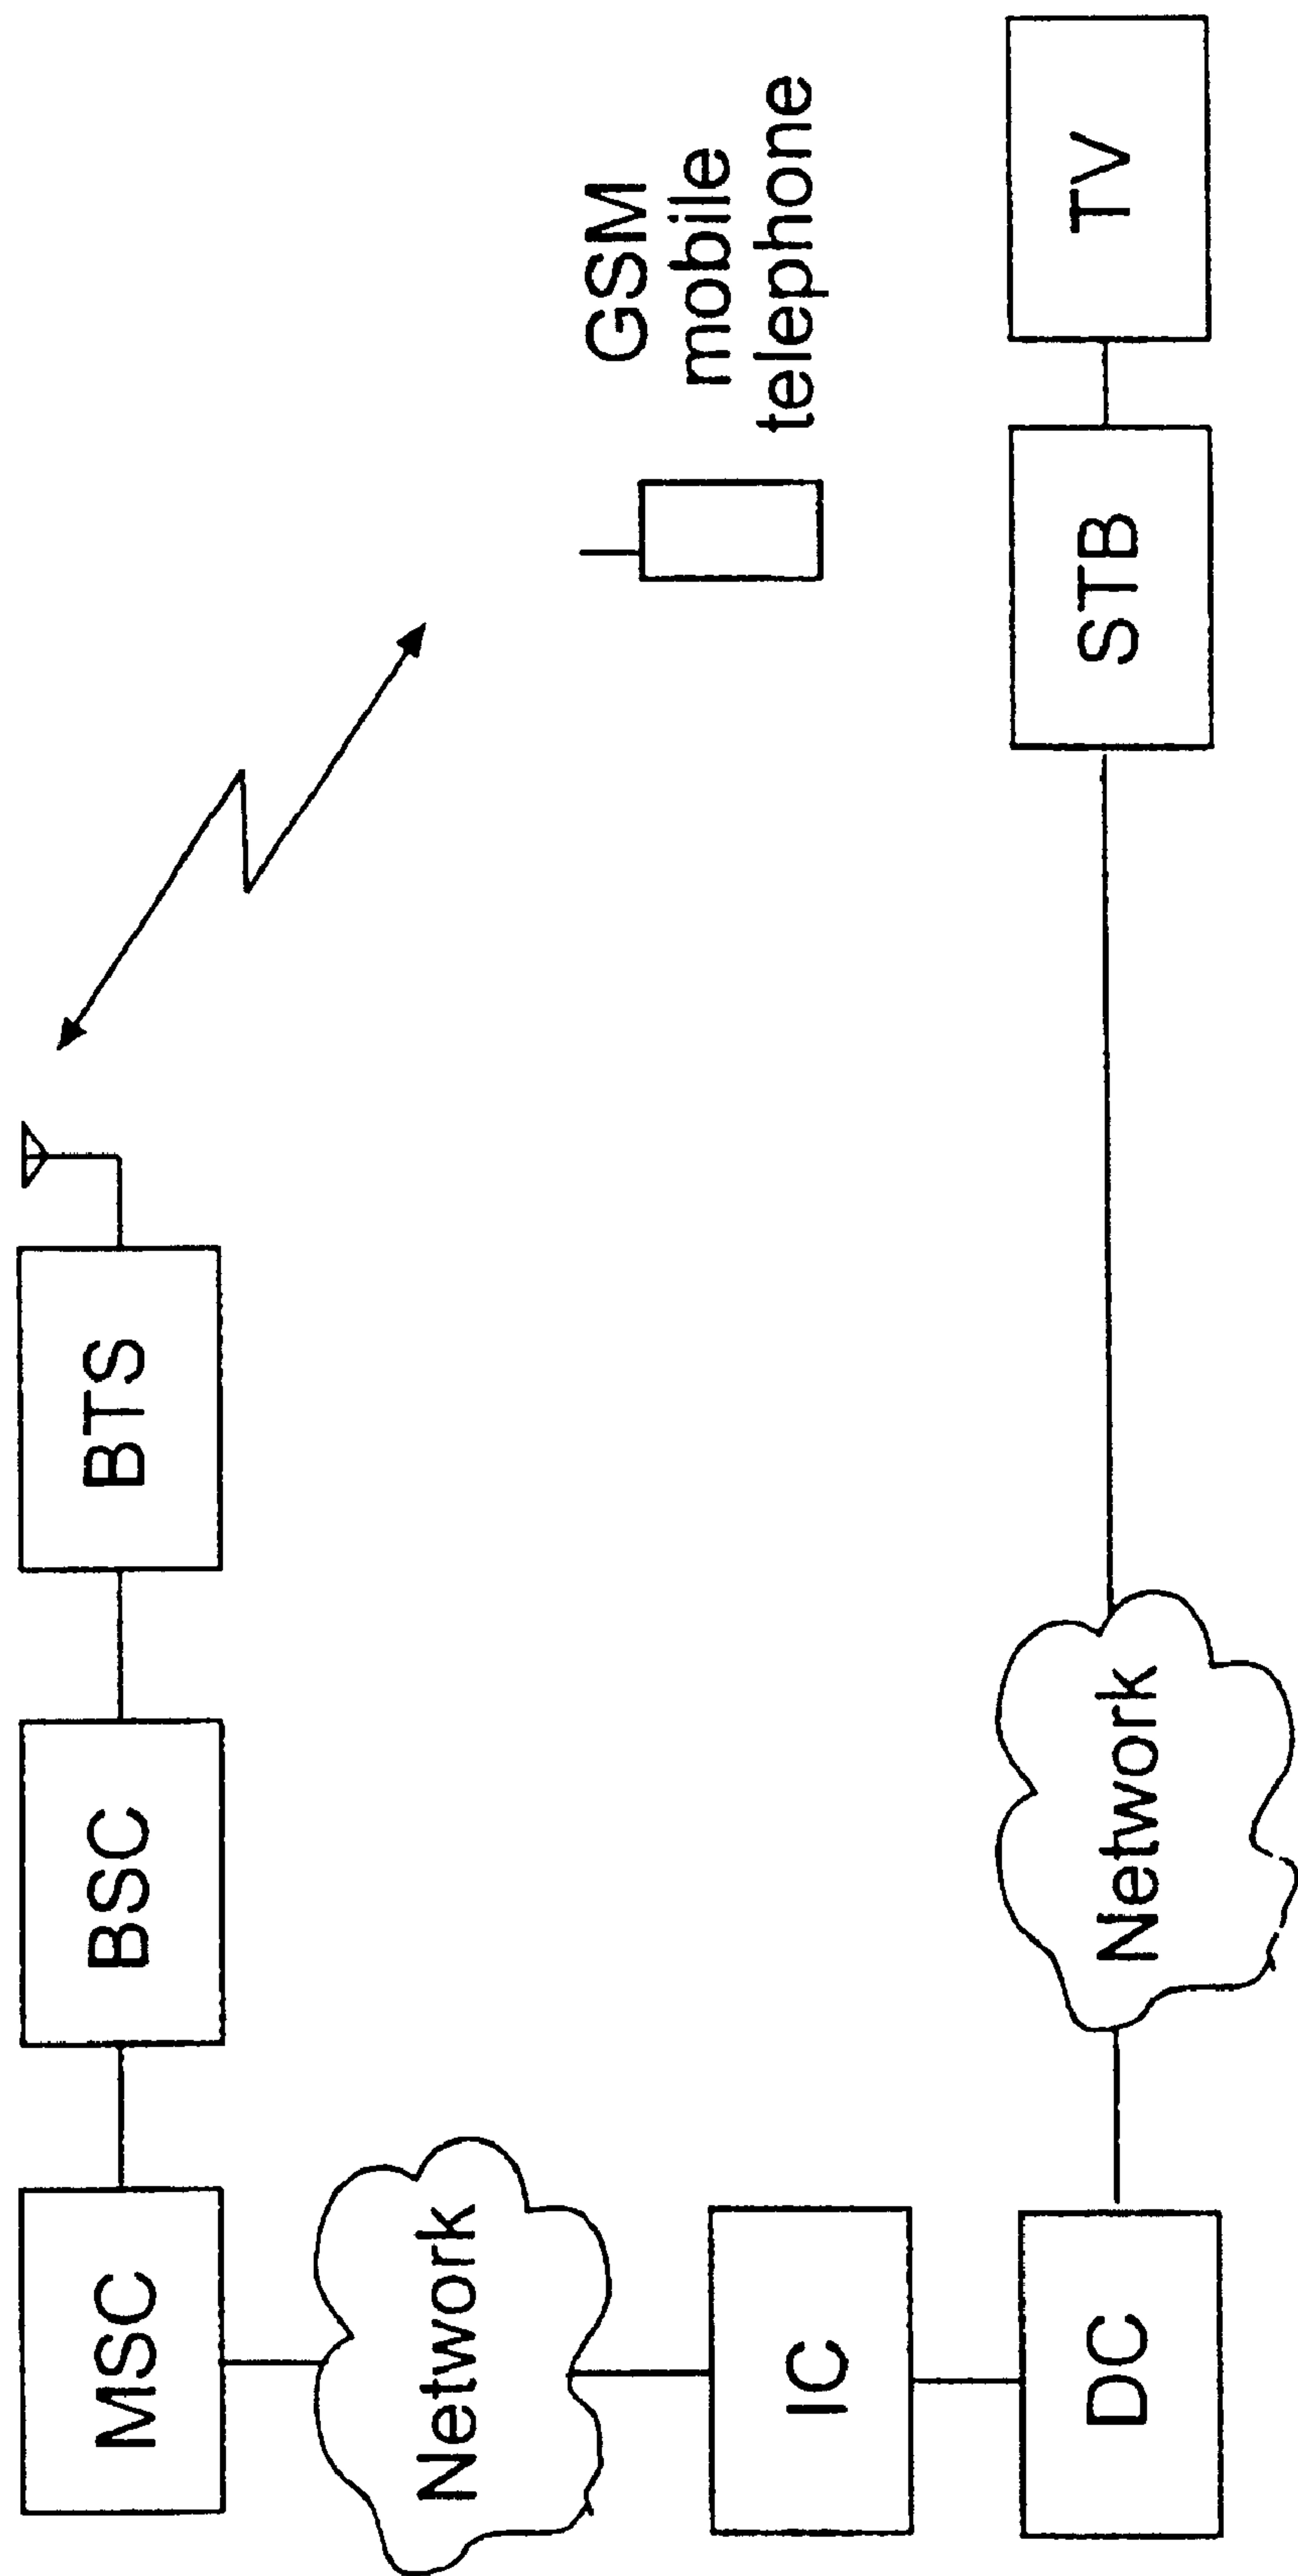 MSC
BSC
BTS
Network
GSM
mobile
telephone
IC
DC
Network
STB
TV